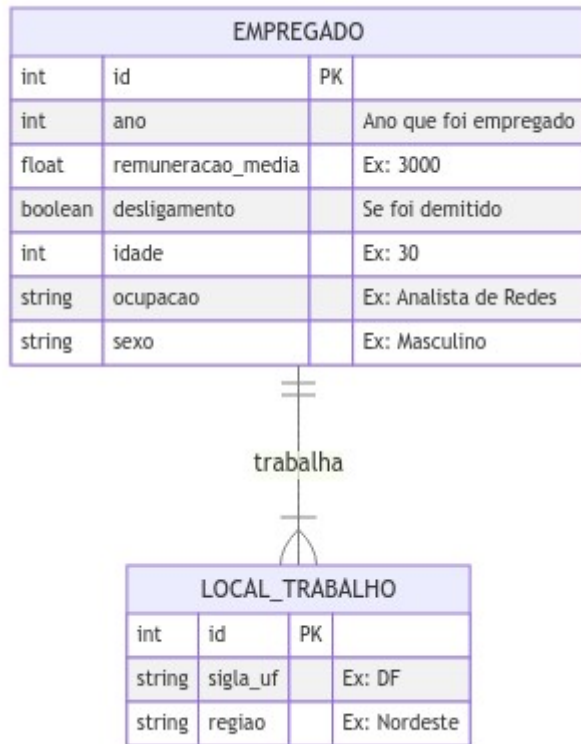 EMPREGADO
int id PK
int ano Ano que foi empregado
float remuneracao_media Ex: 3000
boolean desligamento Se foi demitido
int idade Ex: 30
string ocupacao Ex: Analista de Redes
string sexo Ex: Masculino
trabalha
LOCAL_TRABALHO
int id PK
string sigla_uf Ex: DF
string regiao Ex: Nordeste